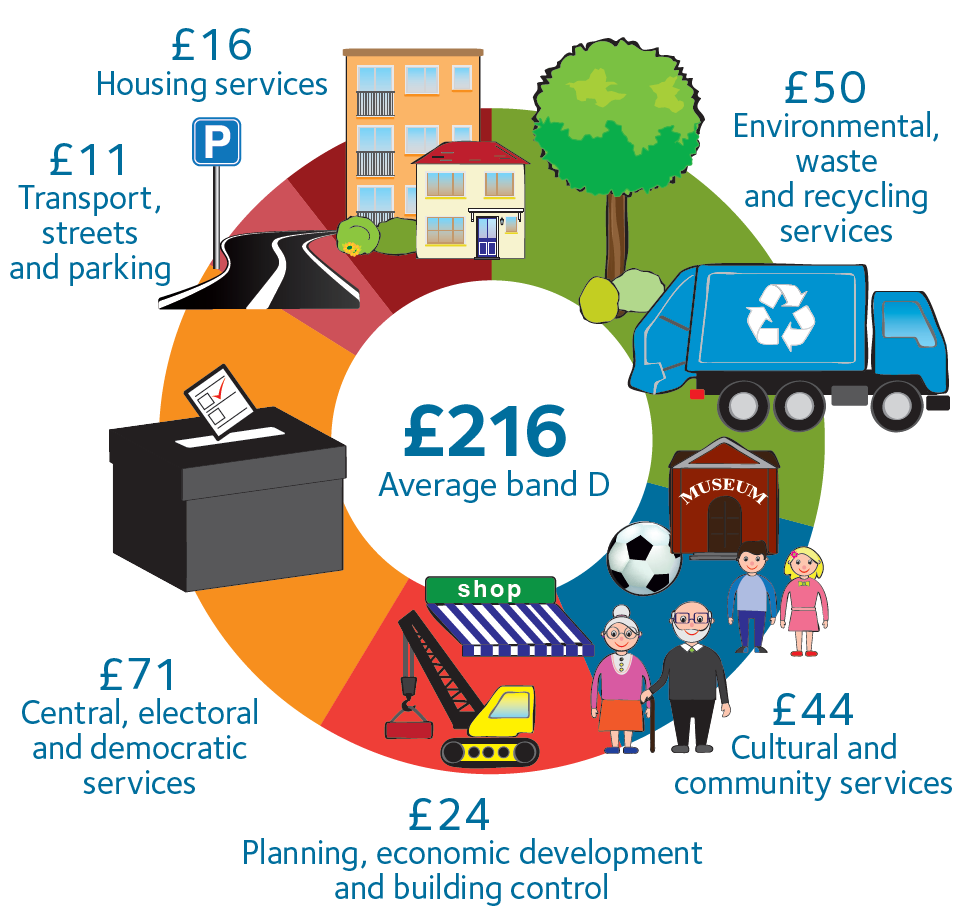 £16
Housing services
P
£11
Transport,
streets
and parking
£50
Environmental,
waste
and recycling
services
£216
Average band D
MUSEUM
shop
£71
Central, electoral
and democratic
services
£44
Cultural and
community services
£24
Planning, economic development
and building control